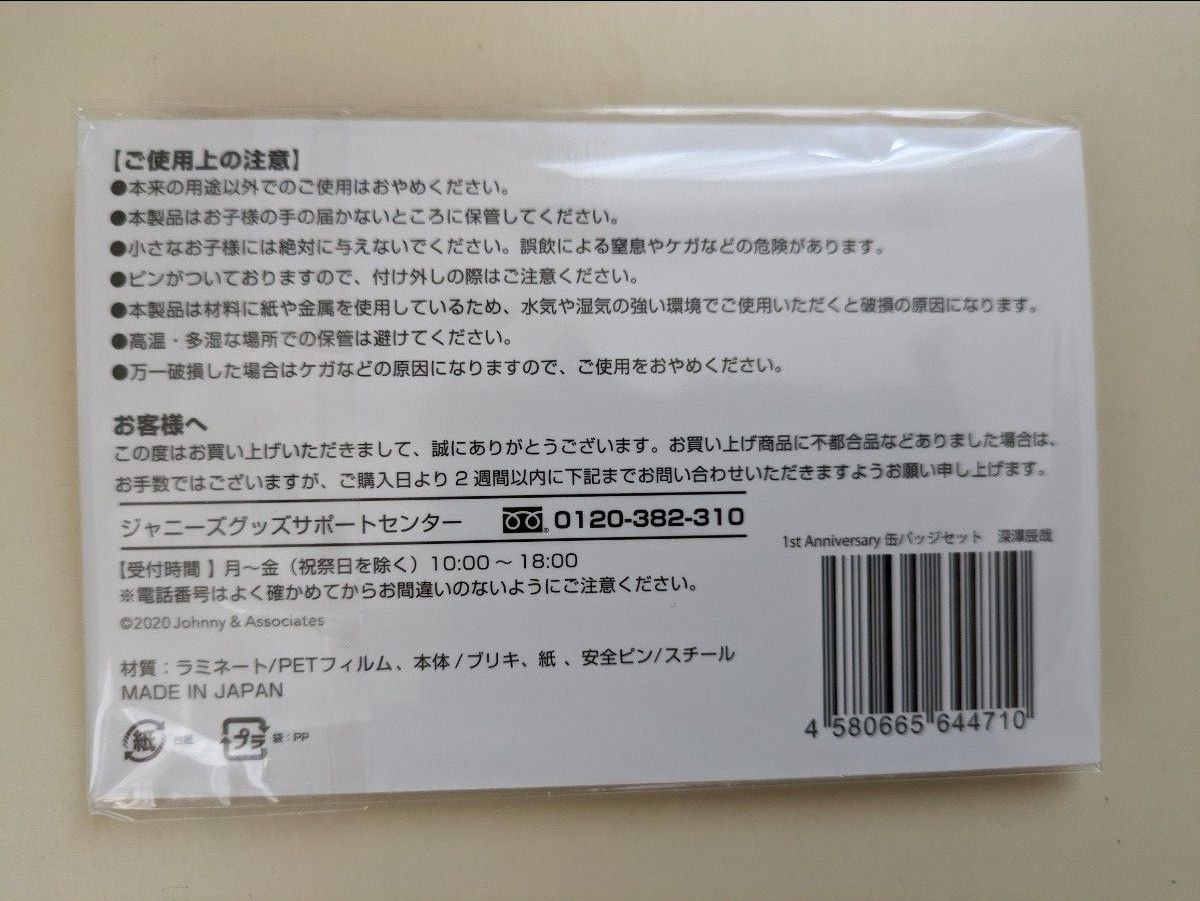 【ご使用上の注意】
●本来の用途以外でのご使用はおやめください。
●本製品はお子様の手の届かないところに保管してください。
●小さなお子様には絶対に与えないでください。誤飲による窒息やケガなどの危険があります。
●ピンがついておりますので、付け外しの際はご注意ください。
●本製品は材料に紙や金属を使用しているため、水気や湿気の強い環境でご使用いただくと破損の原因になります。
●高温・多湿な場所での保管は避けてください。
●万一破損した場合はケガなどの原因になりますので、ご使用をおやめください。
お客様へ
この度はお買い上げいただきまして、誠にありがとうございます。お買い上げ商品に不都合品などありました場合は、
お手数ではございますが、ご購入日より2週間以内に下記までお問い合わせいただきますようお願い申し上げます。
ジャニーズグッズサポートセンター 0120-382-310
【受付時間】月〜金（祝祭日を除く）10:00〜18:00
※電話番号はよく確かめてからお間違いのないようにご注意ください。
©2020 Johnny & Associates
材質：ラミネート/PETフィルム、本体/ブリキ、紙、安全ピン/スチール
MADE IN JAPAN
紙 台紙 プラ 袋：PP
1st Anniversary 缶バッジセット 深澤辰哉
4 580665 644710